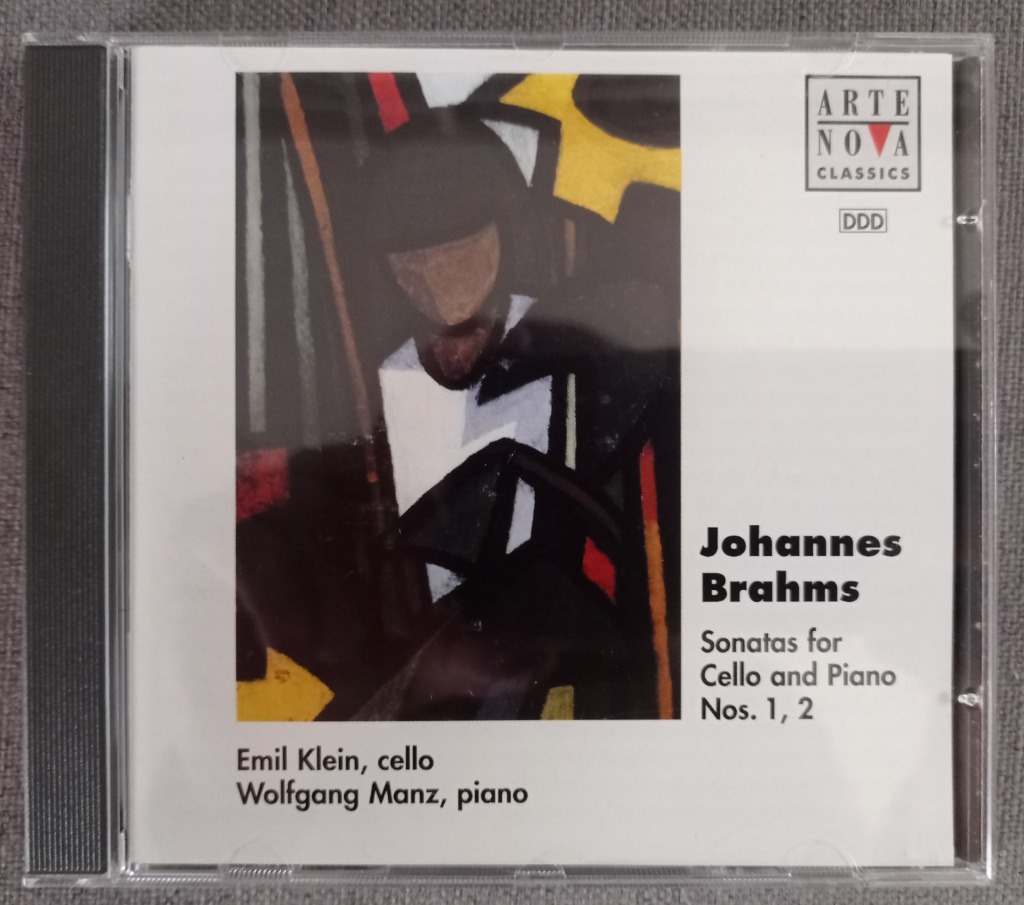 ARTE
NOVA
CLASSICS
DDD
Johannes
Brahms
Sonatas for
Cello and Piano
Nos. 1, 2
Emil Klein, cello
Wolfgang Manz, piano